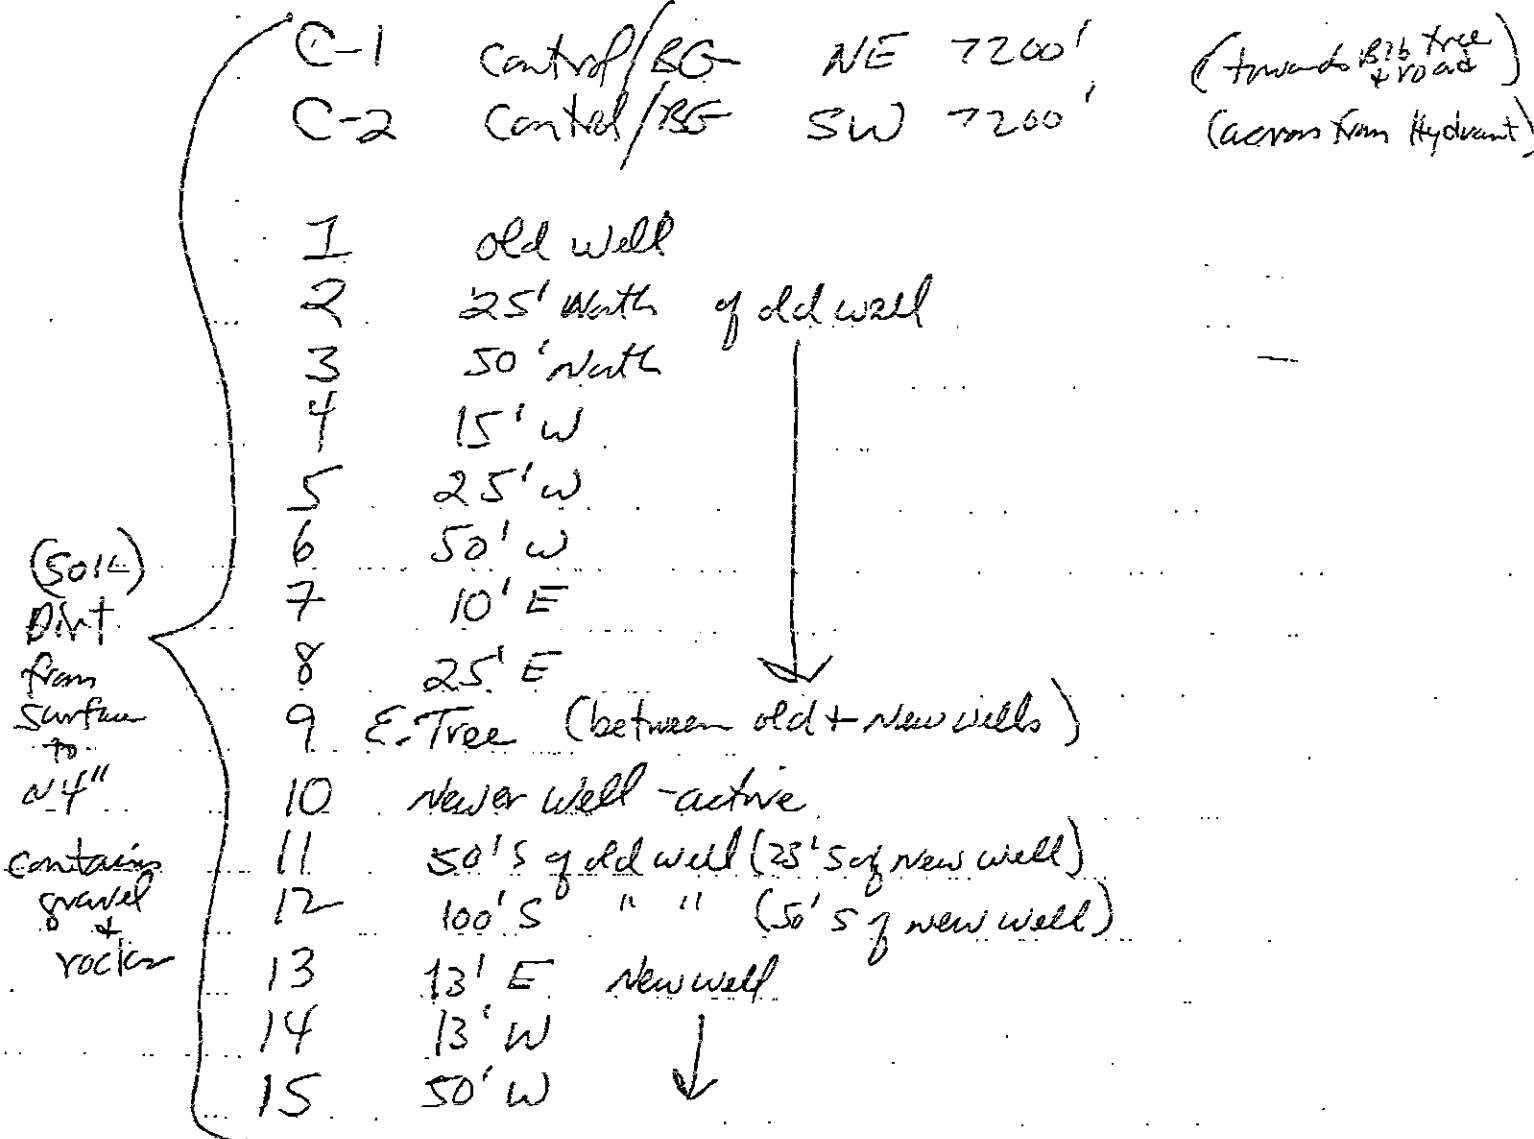 C-1 Control/BG NE 7200' (towards Big tree & road)
C-2 Control/BG SW 7200' (across from Hydrant)
1 old well
2 25' North of old well
3 50' North
4 15' W
5 25' W
6 50' W
7 10' E
8 25' E
9 E. Tree (between old + New wells)
10 Newer well - active
11 50' S of old well (25' S of New well)
12 100' S " " (50' S of new well)
13 13' E New well
14 13' W
15 50' W
(SOIL)
Dirt
from
surface
to
~4"
contains
gravel
&
rocks